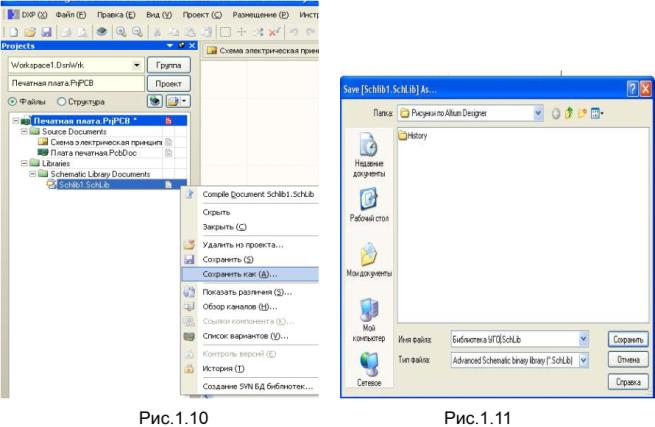 DXP (X) Файл (F) Правка (E) Вид (V) Проект (C) Размещение (P)
Projects
Workspace1.DsnWrk Группа
Печатная плата.PrjPCB Проект
Файлы Структура
Схема электрическая
Печатная плата.PrjPCB *
Source Documents
Схема электрическая принцип
Плата печатная.PcbDoc
Libraries
Schematic Library Documents
Schlib1.SchLib
Compile Document Schlib1.SchLib
Скрыть
Закрыть (C)
Удалить из проекта...
Сохранить (S)
Сохранить как (A)...
Показать различия (S)...
Обзор каналов (H)...
Ссылки компонента (K)...
Список вариантов (V)...
Контроль версий (E)
История (T)
Создание SVN БД библиотек...
Рис.1.10
Save [Schlib1.SchLib] As...
Папка: Рисунки по Altium Designer
History
Недавние
документы
Рабочий стол
Мои документы
Мой
компьютер
Сетевое
Имя файла: Библиотека УГО.SchLib Сохранить
Тип файла: Advanced Schematic binary library (*.SchLib) Отмена
Справка
Рис.1.11